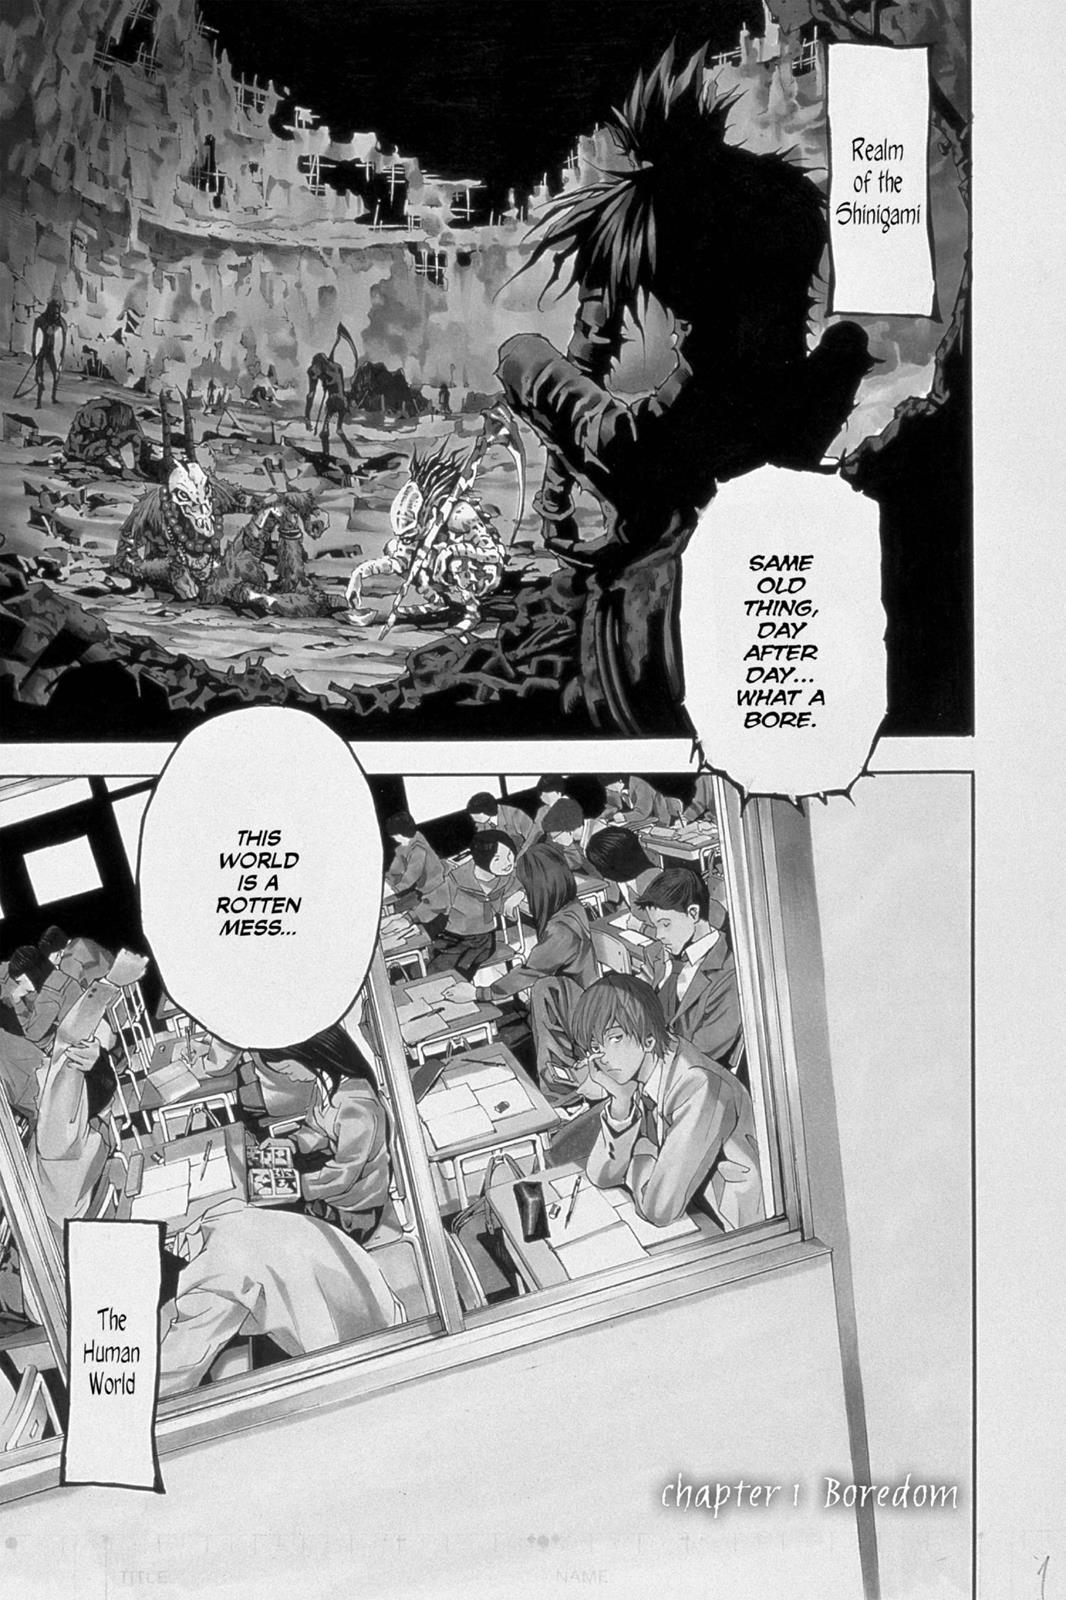 Realm
of the
Shinigami
SAME
OLD
THING,
DAY
AFTER
DAY...
WHAT A
BORE.
THIS
WORLD
IS A
ROTTEN
MESS...
The
Human
World
chapter 1 Boredom
TITLE
NAME
1